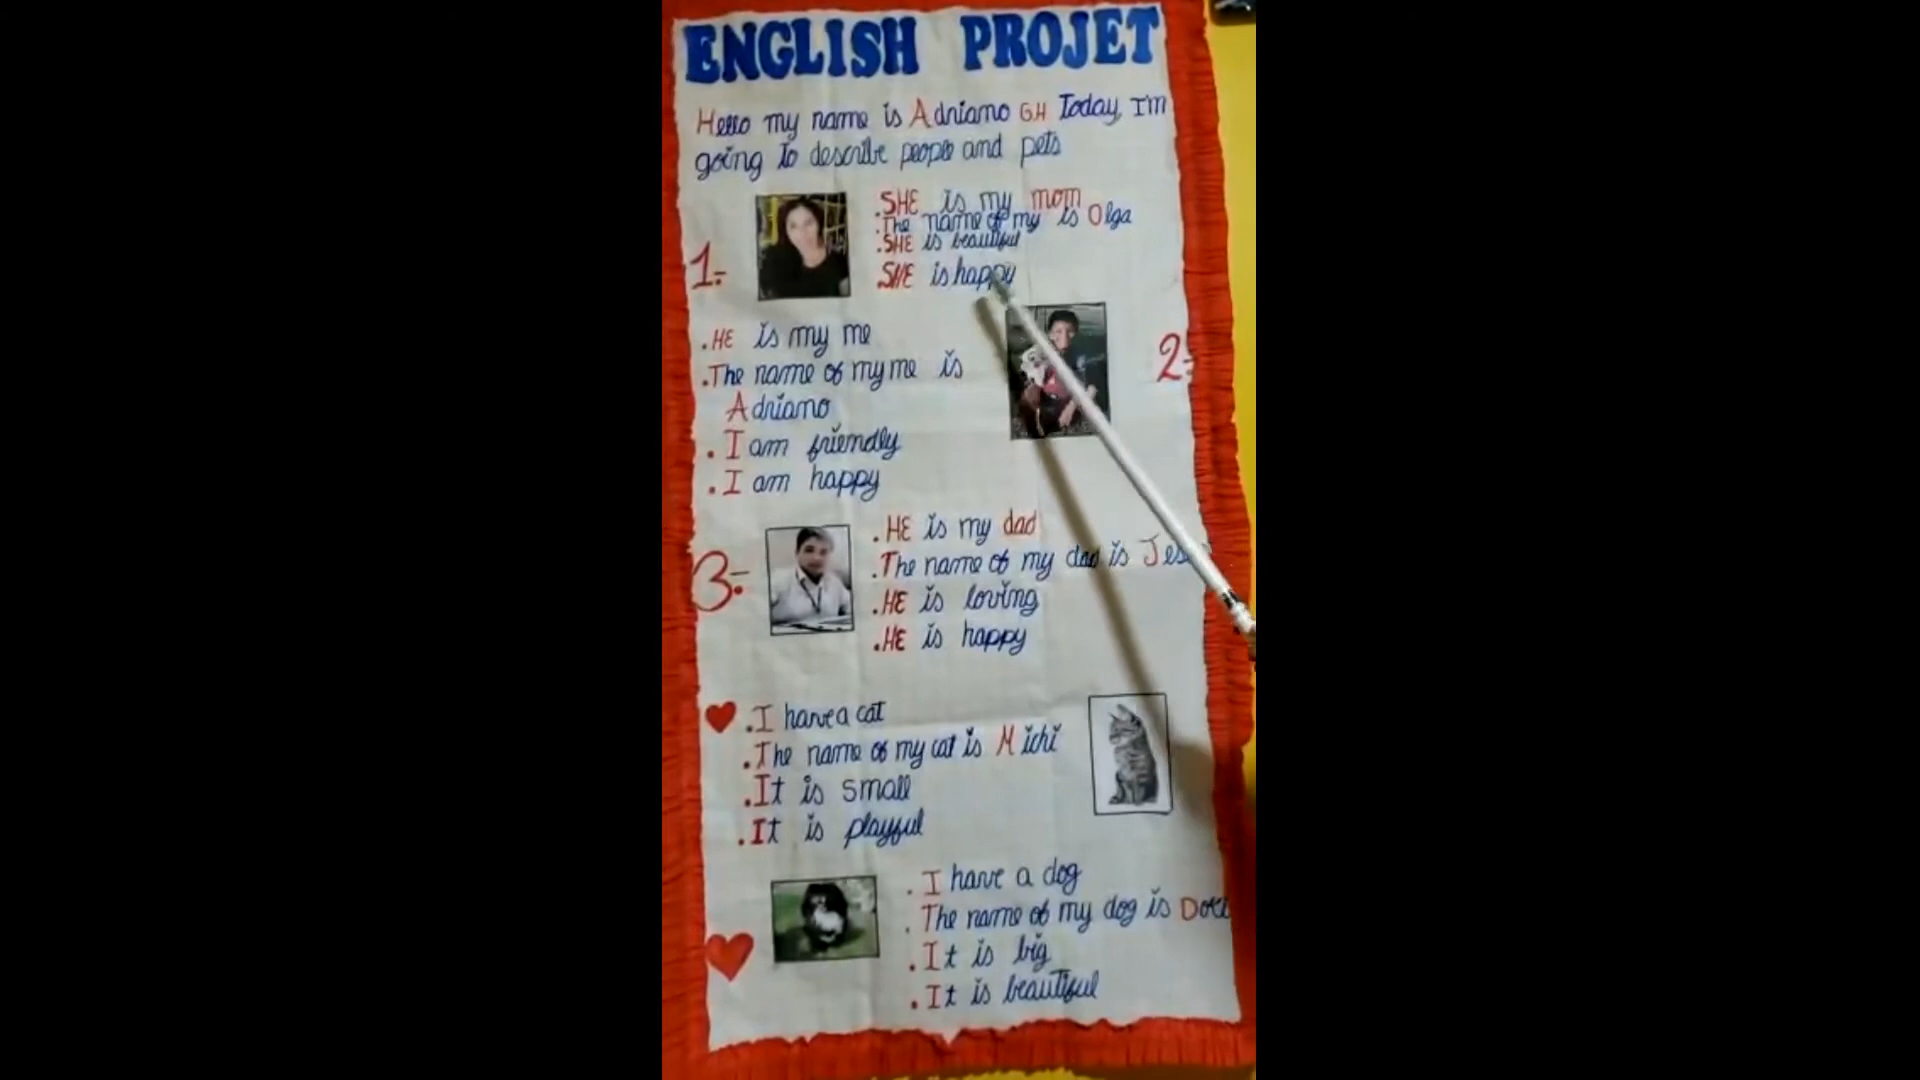 ENGLISH PROJET
Hello my name is Adriano G.H Today, I'm
going to describe people and pets
1-
.SHE is my mom
.The name of my is Olga
.SHE is beautiful
.SHE is happy
2-
.HE is my me
.The name of my me is
Adriano
.I am friendly
.I am happy
3-
.HE is my dad
.The name of my dad is
.HE is loving
.HE is happy
.I have a cat
.The name of my cat is Michi
.It is small
.It is playful
.I have a dog
.The name of my dog is
.It is big
.It is beautiful